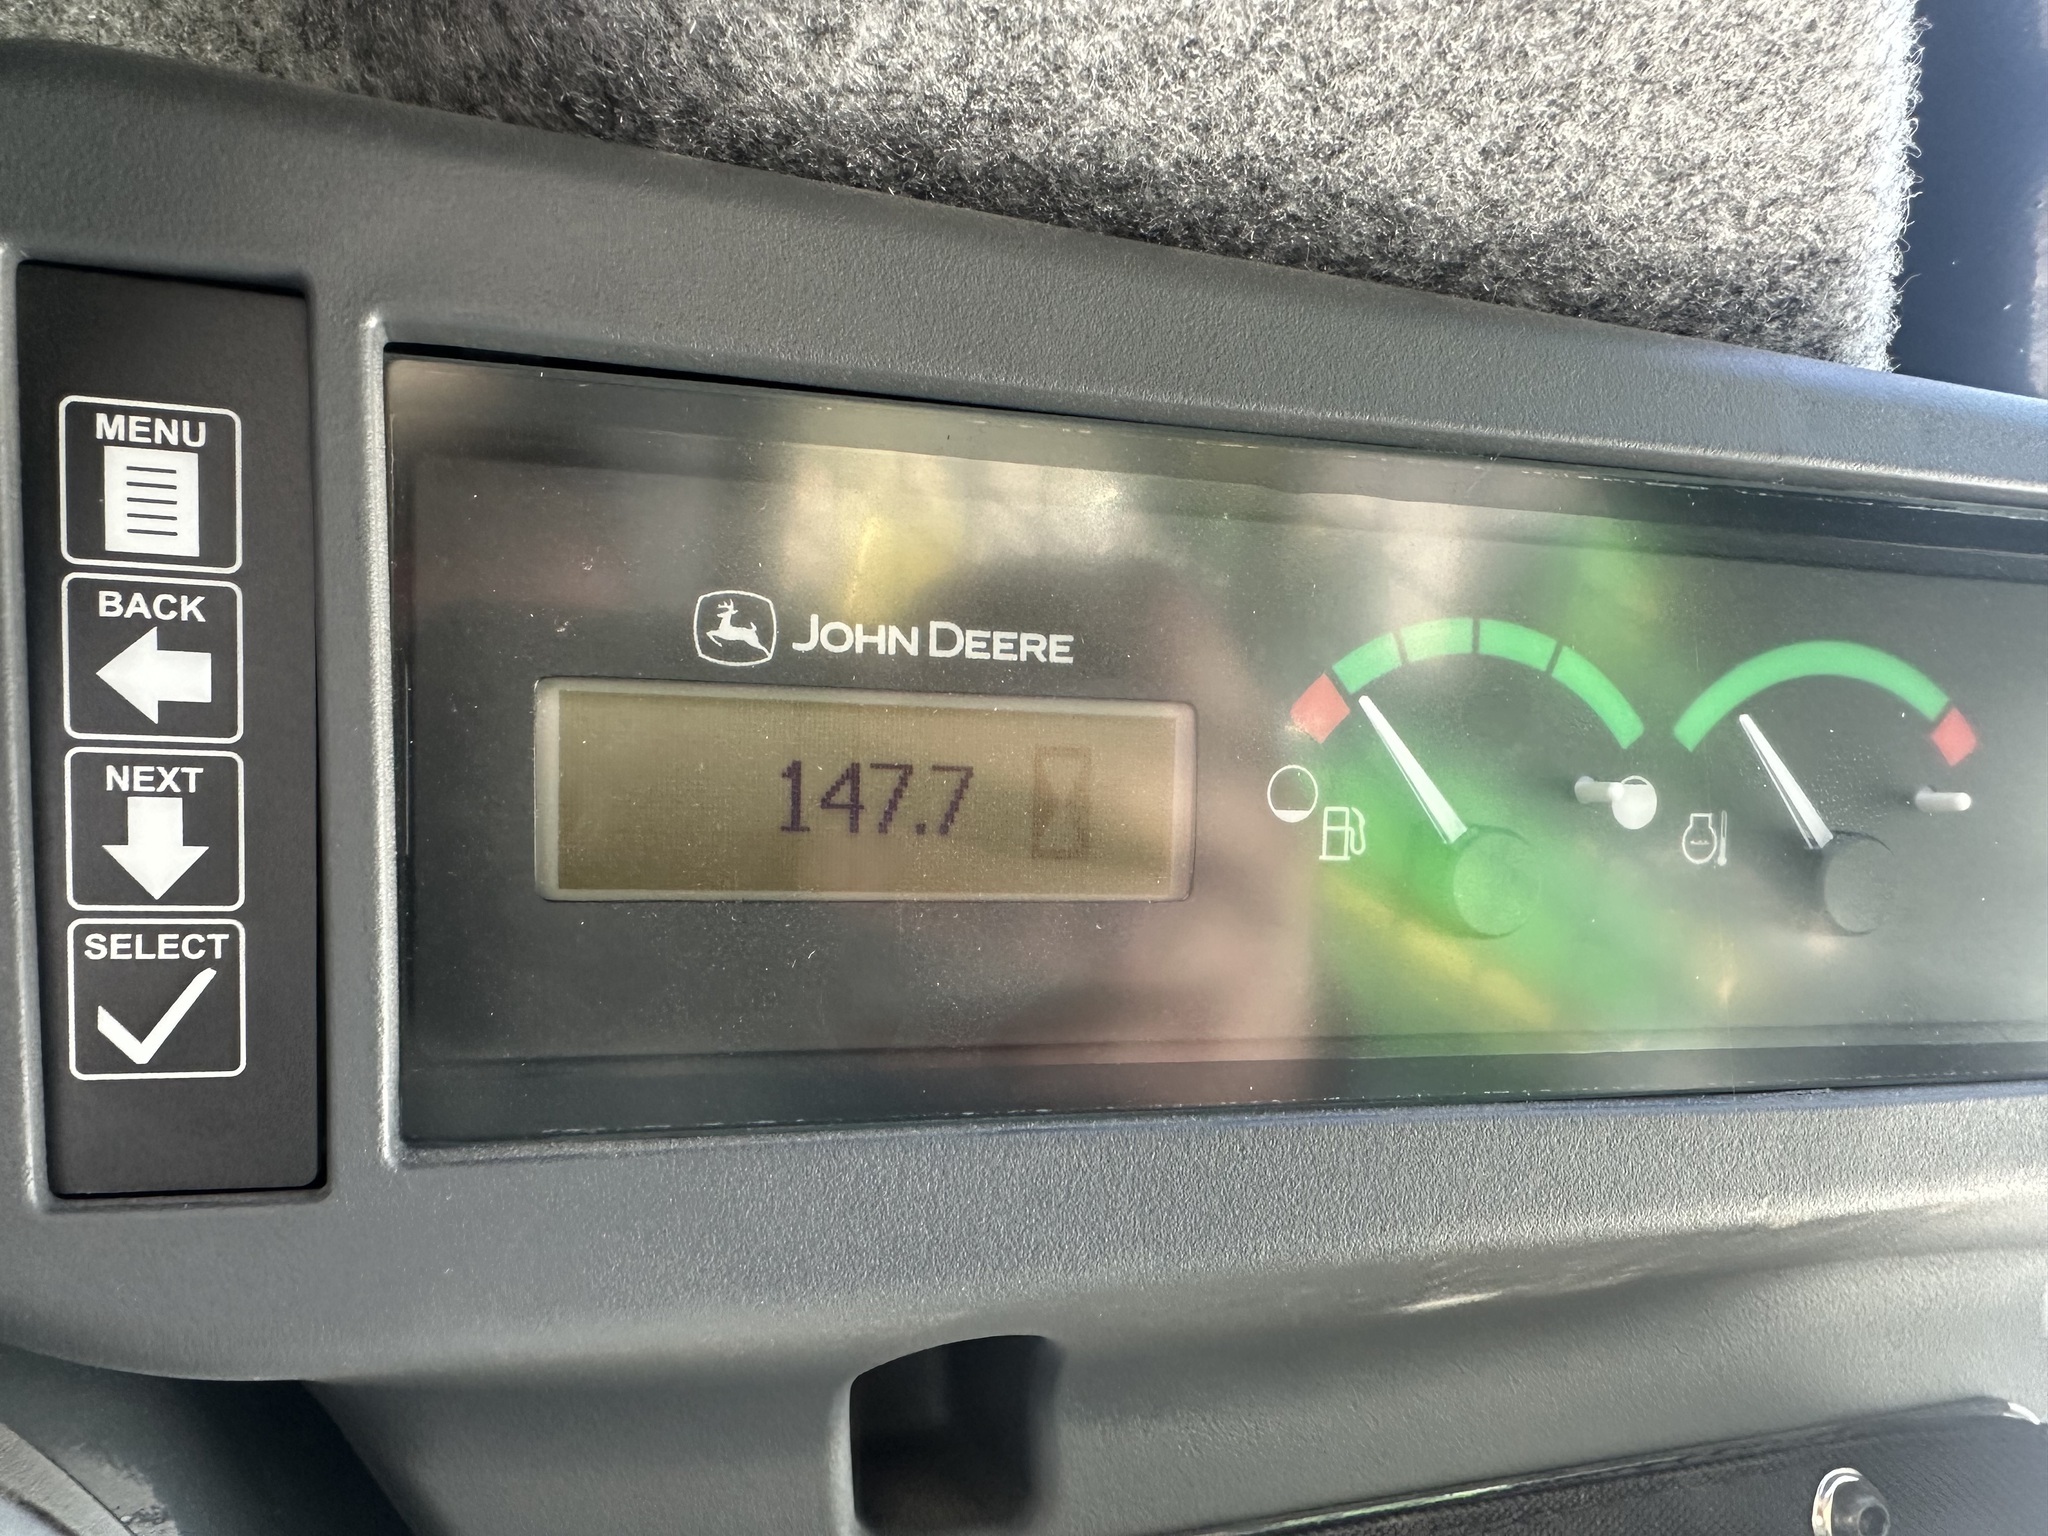 MENU
BACK
NEXT
SELECT
JOHN DEERE
147.7